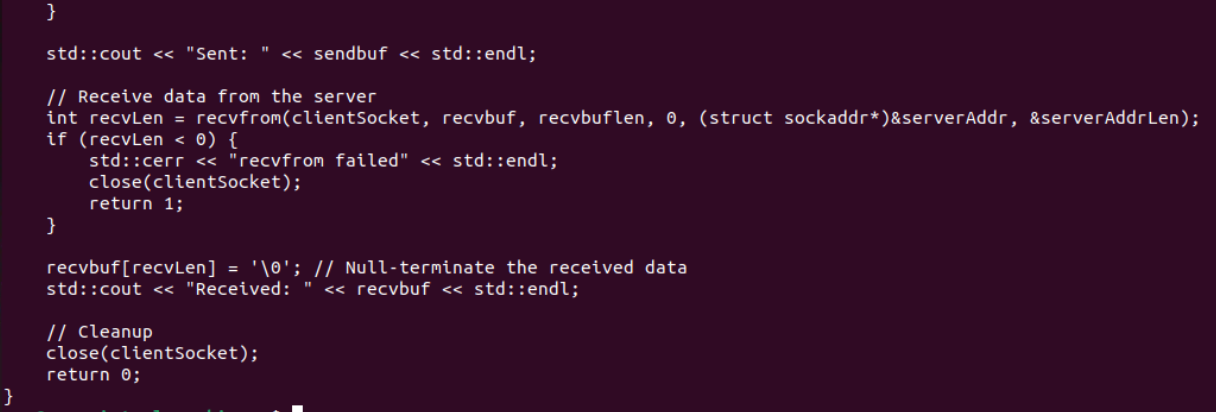 }

    std::cout << "Sent: " << sendbuf << std::endl;

    // Receive data from the server
    int recvLen = recvfrom(clientSocket, recvbuf, recvbuflen, 0, (struct sockaddr*)&serverAddr, &serverAddrLen);
    if (recvLen < 0) {
        std::cerr << "recvfrom failed" << std::endl;
        close(clientSocket);
        return 1;
    }

    recvbuf[recvLen] = '\0'; // Null-terminate the received data
    std::cout << "Received: " << recvbuf << std::endl;

    // Cleanup
    close(clientSocket);
    return 0;
}